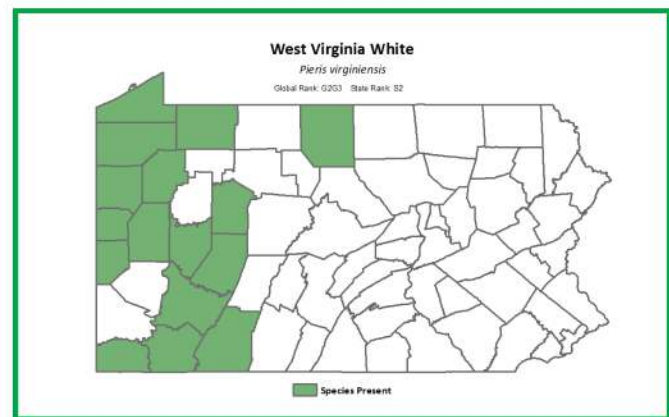 West Virginia White
Pieris virginiensis
Global Rank: G2G3 State Rank: S2
Species Present